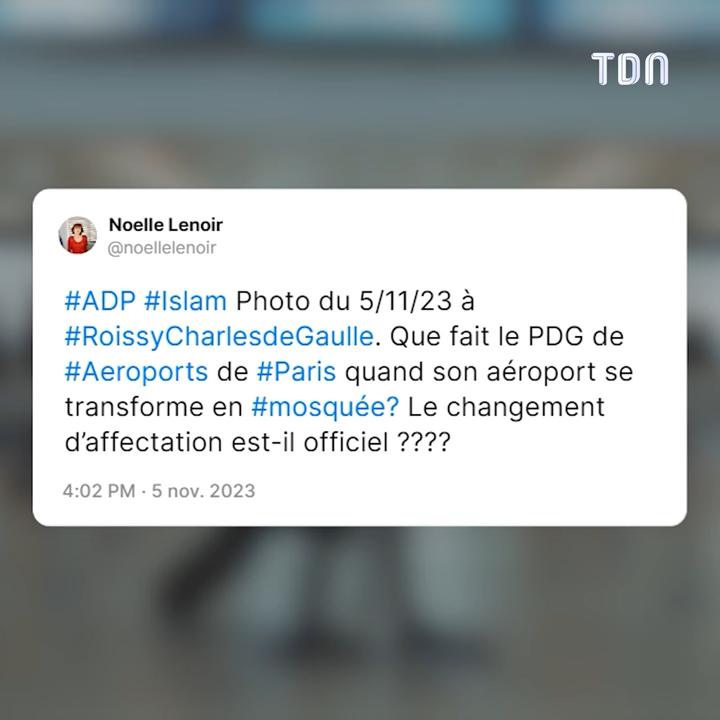 TDN
Noelle Lenoir
@noellelenoir
#ADP #Islam Photo du 5/11/23 à
#RoissyCharlesdeGaulle. Que fait le PDG de
#Aeroports de #Paris quand son aéroport se
transforme en #mosquée? Le changement
d’affectation est-il officiel ????
4:02 PM · 5 nov. 2023